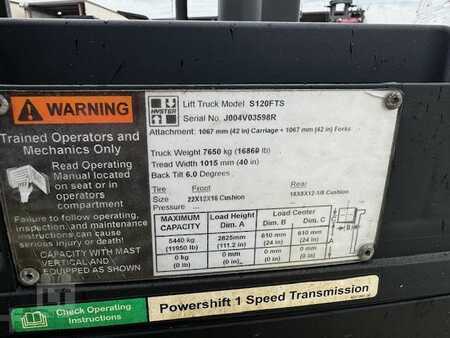 WARNING
Trained Operators and
Mechanics Only
Read Operating
Manual located
on seat or in
operators
compartment
Failure to follow operating,
inspection, and maintenance
instructions can cause
serious injury or death!
CAPACITY WITH MAST
VERTICAL AND
EQUIPPED AS SHOWN
HYSTER
Lift Truck Model S120FTS
Serial No. J004V03598R
Attachment: 1067 mm (42 in) Carriage + 1067 mm (42 in) Forks
Truck Weight 7650 kg (16860 lb)
Tread Width 1015 mm (40 in)
Back Tilt 6.0 Degrees
Tire Front Rear
Size 22X12X16 Cushion 18X8X12-1/8 Cushion
Pressure ...
MAXIMUM CAPACITY
Load Height Dim. A
Load Center
Dim. B Dim. C
5440 kg (11950 lb) 2825mm (111.2 in) 610 mm (24 in) 610 mm (24 in)
0 kg (0 lb) 0 mm (0 in) 0 mm (0 in) 0 mm (0 in)
Check Operating
Instructions
Powershift 1 Speed Transmission